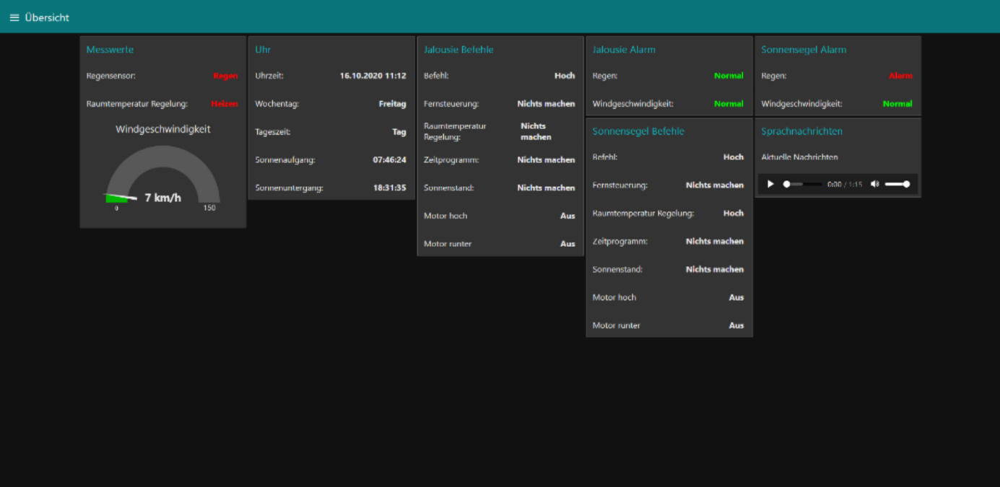 Übersicht
Messwerte
Regensensor: Regen
Raumtemperatur Regelung: Heizen
Windgeschwindigkeit
7 km/h
0 150
Uhr
Uhrzeit: 16.10.2020 11:12
Wochentag: Freitag
Tageszeit: Tag
Sonnenaufgang: 07:46:24
Sonnenuntergang: 18:31:35
Jalousie Befehle
Befehl: Hoch
Fernsteuerung: Nichts machen
Raumtemperatur Nichts
Regelung: machen
Zeitprogramm: Nichts machen
Sonnenstand: Nichts machen
Motor hoch Aus
Motor runter Aus
Jalousie Alarm
Regen: Normal
Windgeschwindigkeit: Normal
Sonnensegel Befehle
Befehl: Hoch
Fernsteuerung: Nichts machen
Raumtemperatur Regelung: Hoch
Zeitprogramm: Nichts machen
Sonnenstand: Nichts machen
Motor hoch Aus
Motor runter Aus
Sonnensegel Alarm
Regen: Alarm
Windgeschwindigkeit: Normal
Sprachnachrichten
Aktuelle Nachrichten
0:00 / 1:15